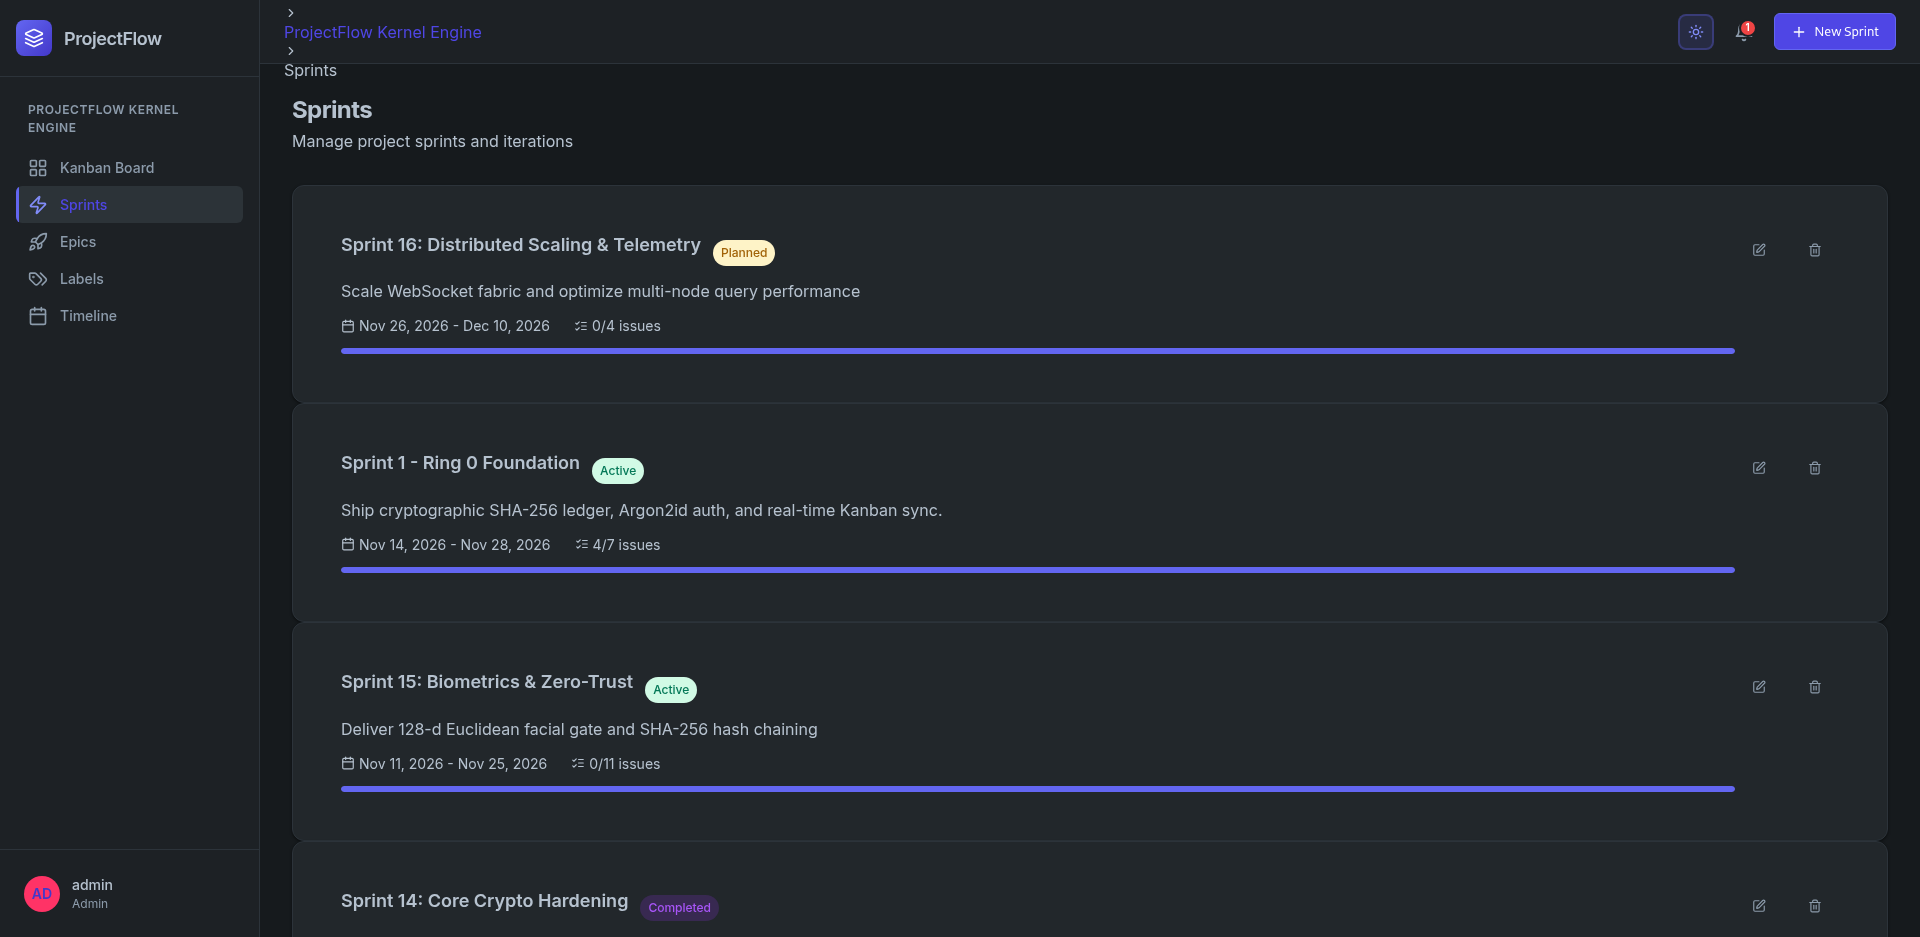 ProjectFlow
PROJECTFLOW KERNEL
ENGINE
Kanban Board
Sprints
Epics
Labels
Timeline
AD
admin
Admin
ProjectFlow Kernel Engine
Sprints
1
New Sprint
Sprints
Manage project sprints and iterations
Sprint 16: Distributed Scaling & Telemetry Planned
Scale WebSocket fabric and optimize multi-node query performance
Nov 26, 2026 - Dec 10, 2026 0/4 issues
Sprint 1 - Ring 0 Foundation Active
Ship cryptographic SHA-256 ledger, Argon2id auth, and real-time Kanban sync.
Nov 14, 2026 - Nov 28, 2026 4/7 issues
Sprint 15: Biometrics & Zero-Trust Active
Deliver 128-d Euclidean facial gate and SHA-256 hash chaining
Nov 11, 2026 - Nov 25, 2026 0/11 issues
Sprint 14: Core Crypto Hardening Completed